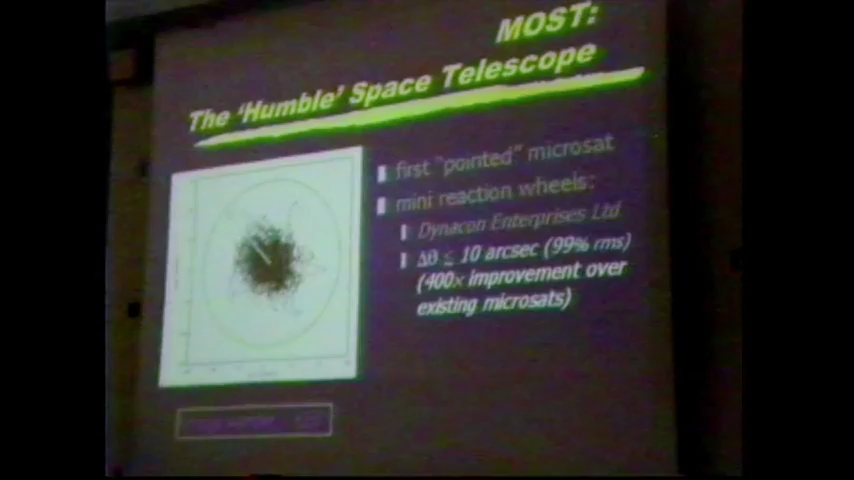 MOST:
The 'Humble' Space Telescope
first "pointed" microsat
mini reaction wheels:
Dynacon Enterprises Ltd
Δθ ≤ 10 arcsec (99% rms)
(400x improvement over
existing microsats)